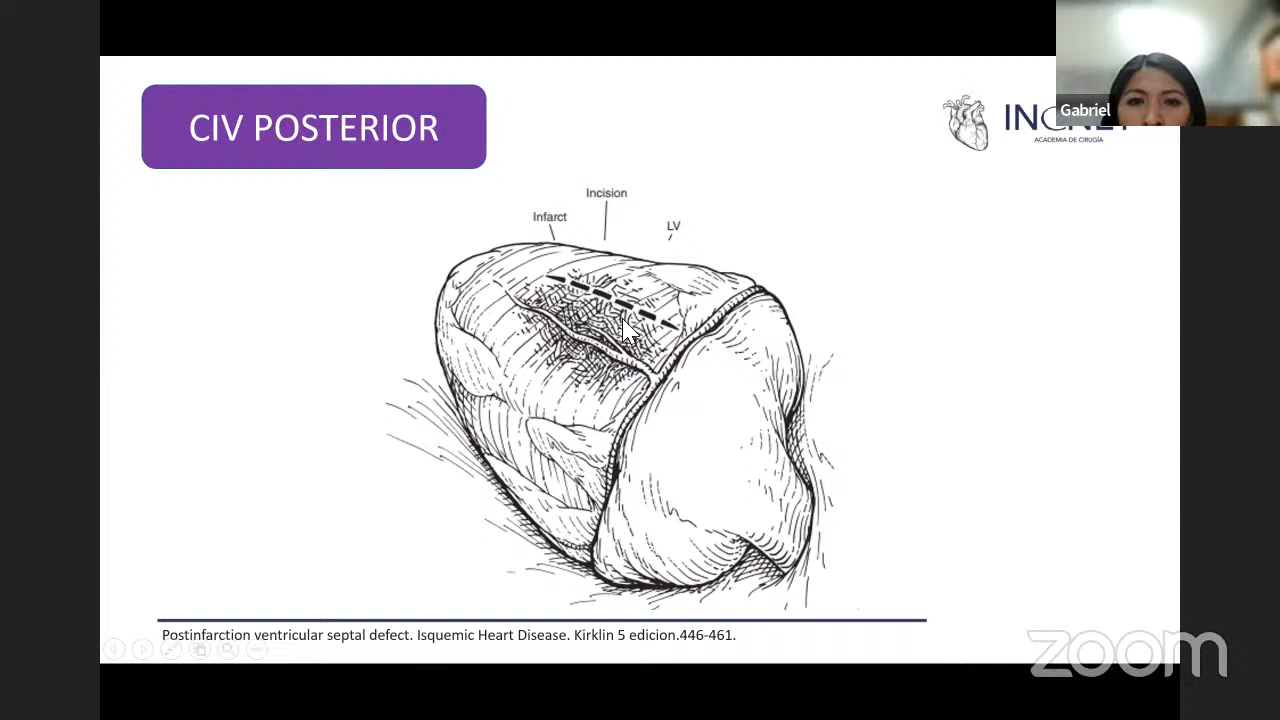 CIV POSTERIOR
Gabriel
ACADEMIA DE CIRUGÍA
Incision
Infarct
LV
Postinfarction ventricular septal defect. Isquemic Heart Disease. Kirklin 5 edicion.446-461.
zoom